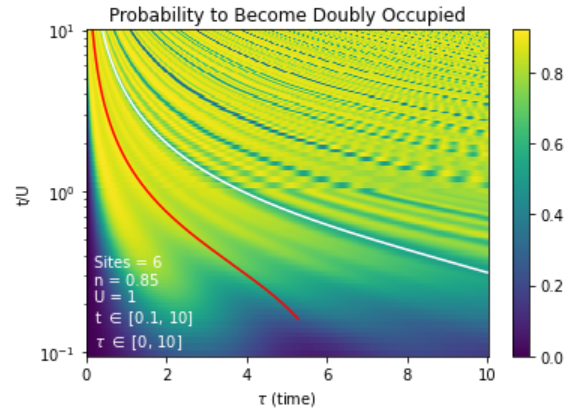 Probability to Become Doubly Occupied
10¹
10⁰
10⁻¹
t/U
Sites = 6
n = 0.85
U = 1
t ∈ [0.1, 10]
τ ∈ [0, 10]
0 2 4 6 8 10
τ (time)
0.8
0.6
0.4
0.2
0.0